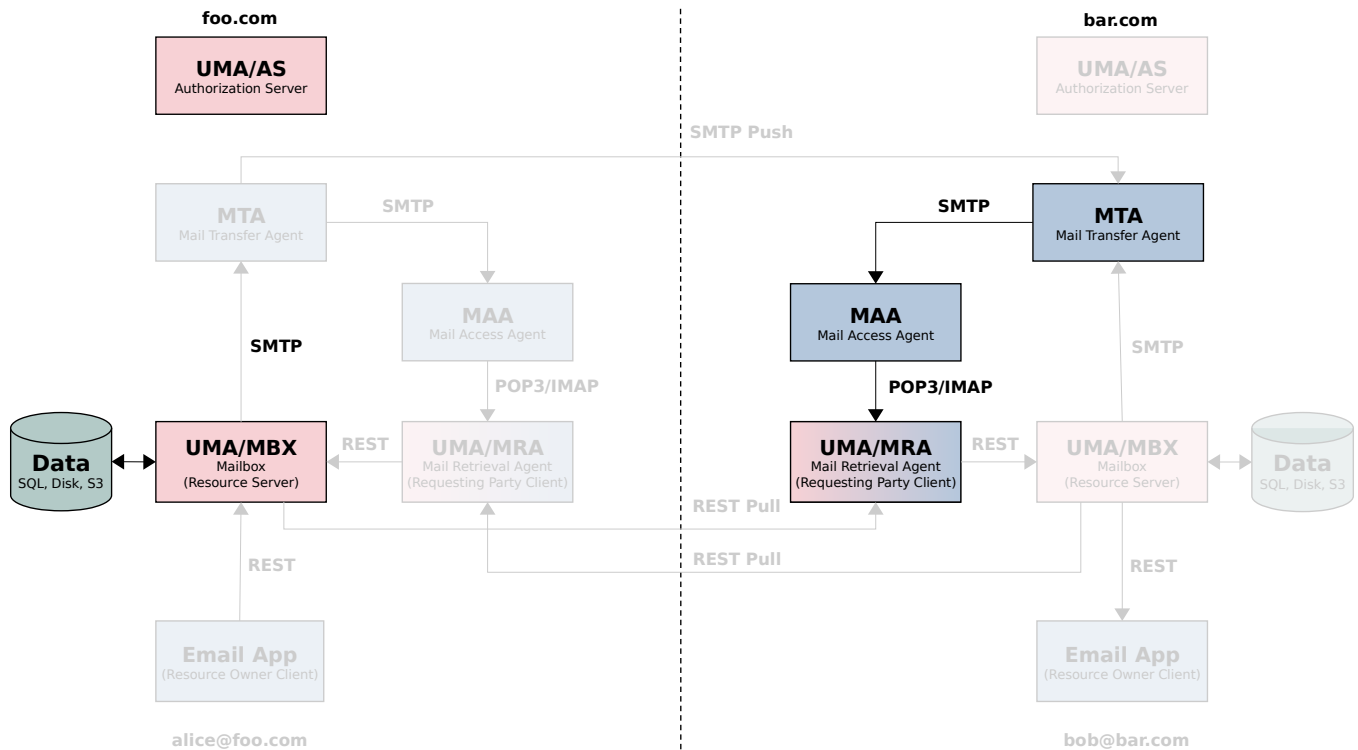 foo.com
bar.com
UMA/AS
Authorization Server
UMA/AS
Authorization Server
SMTP Push
MTA
Mail Transfer Agent
SMTP
SMTP
MTA
Mail Transfer Agent
MAA
Mail Access Agent
MAA
Mail Access Agent
SMTP
POP3/IMAP
POP3/IMAP
SMTP
Data
SQL, Disk, S3
UMA/MBX
Mailbox
(Resource Server)
REST
UMA/MRA
Mail Retrieval Agent
(Requesting Party Client)
UMA/MRA
Mail Retrieval Agent
(Requesting Party Client)
REST
UMA/MBX
Mailbox
(Resource Server)
Data
SQL, Disk, S3
REST Pull
REST Pull
REST
REST
Email App
(Resource Owner Client)
Email App
(Resource Owner Client)
alice@foo.com
bob@bar.com